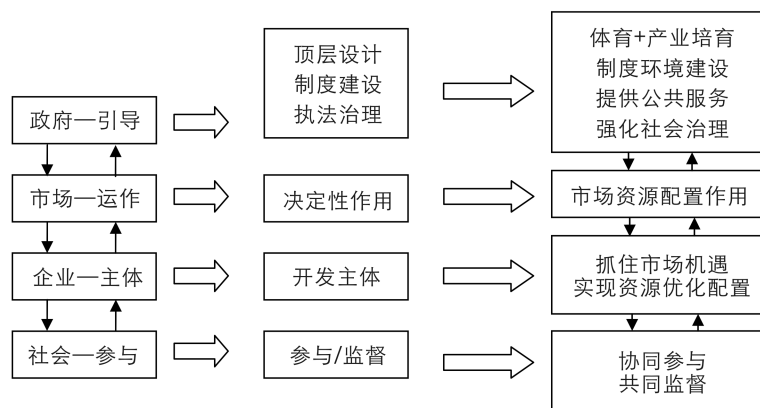 政府—引导
顶层设计
制度建设
执法治理
体育+产业培育
制度环境建设
提供公共服务
强化社会治理
市场—运作
决定性作用
市场资源配置作用
企业—主体
开发主体
抓住市场机遇
实现资源优化配置
社会—参与
参与/监督
协同参与
共同监督